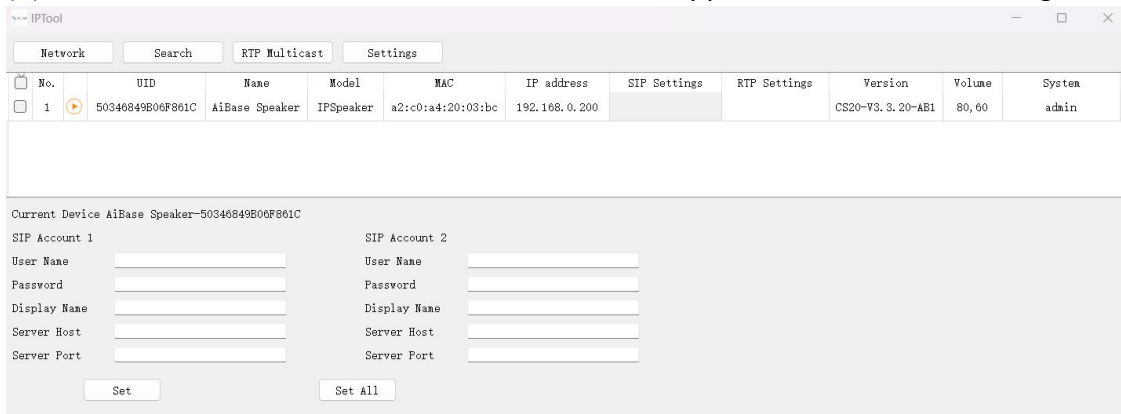 IPTool
Network Search RTP Multicast Settings
No. UID Name Model MAC IP address SIP Settings RTP Settings Version Volume System
1 50346849B06F861C AiBase Speaker IPSpeaker a2:c0:a4:20:03:bc 192.168.0.200 CS20-V3.3.20-AB1 80,60 admin
Current Device AiBase Speaker-50346849B06F861C
SIP Account 1 SIP Account 2
User Name User Name
Password Password
Display Name Display Name
Server Host Server Host
Server Port Server Port
Set Set All